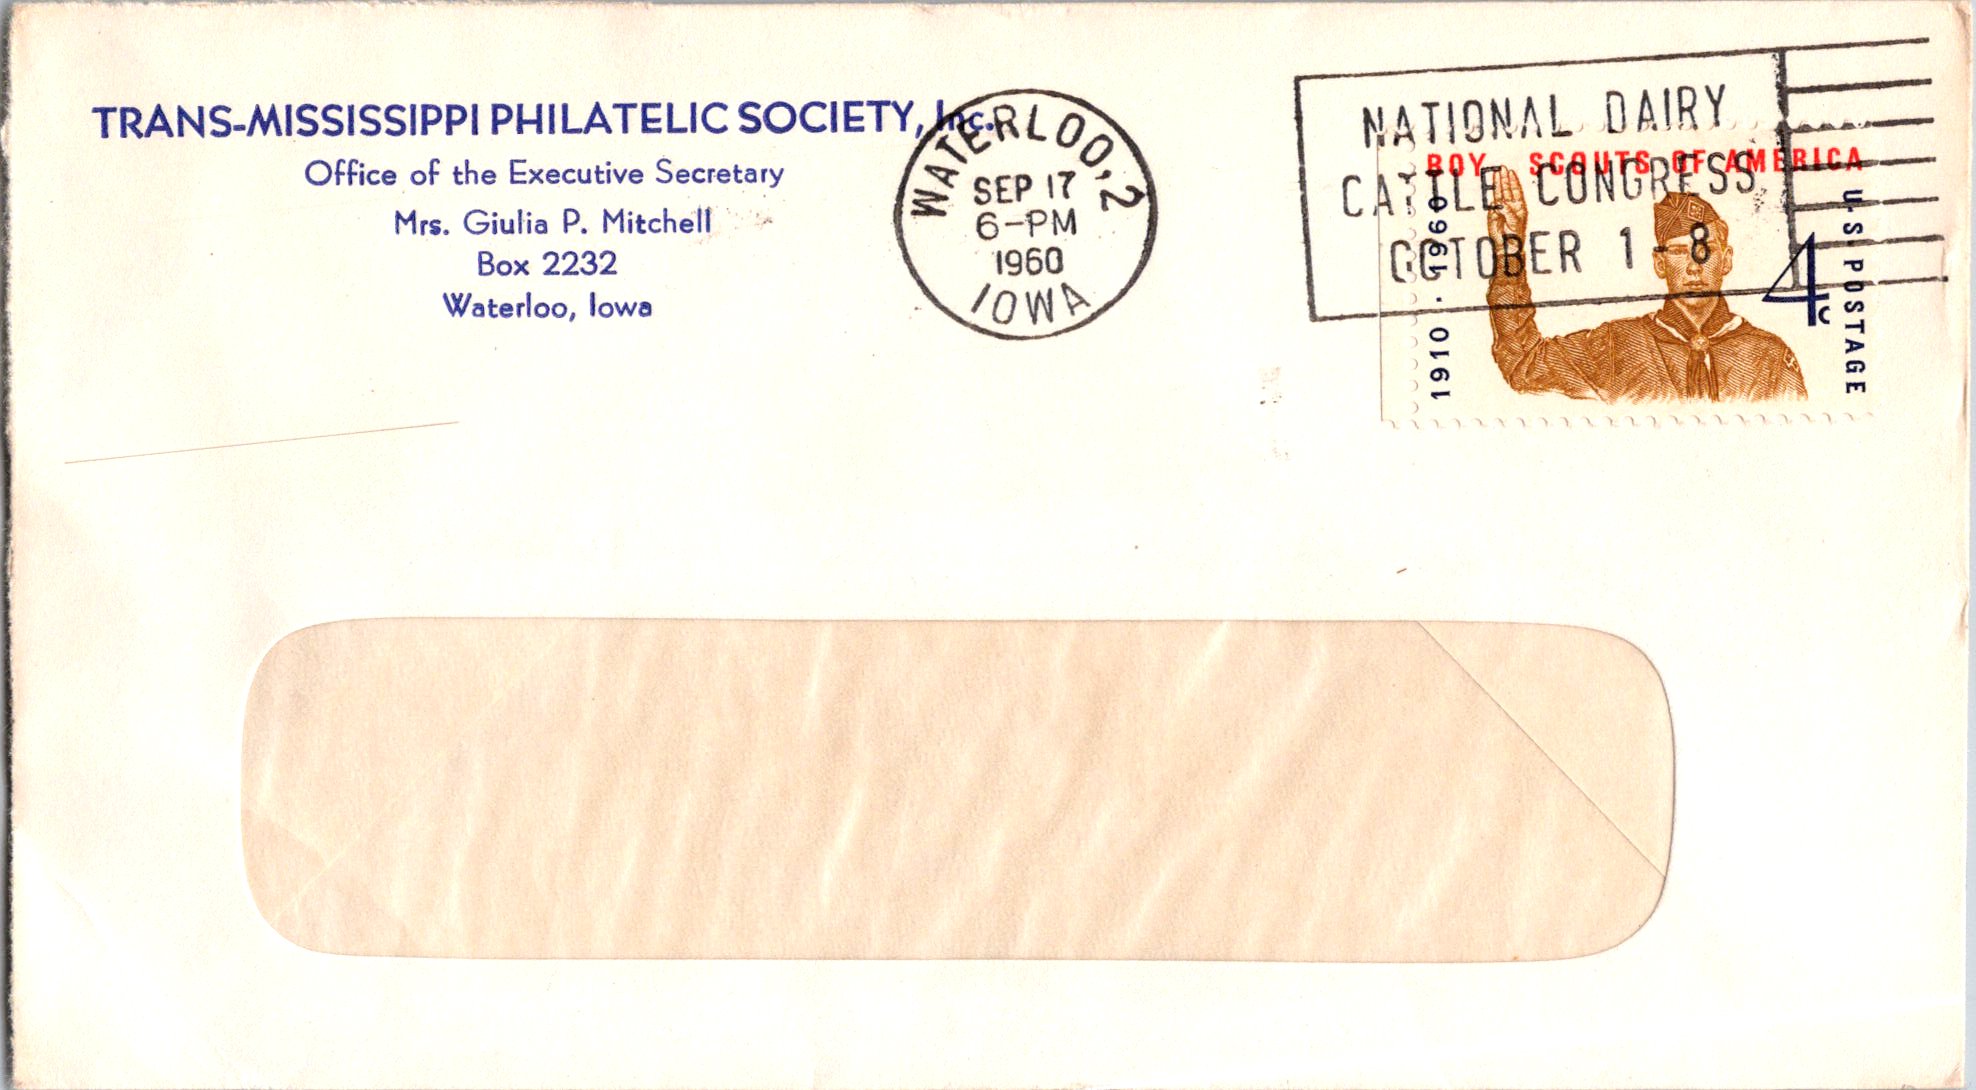 TRANS-MISSISSIPPI PHILATELIC SOCIETY, Inc.
Office of the Executive Secretary
Mrs. Giulia P. Mitchell
Box 2232
Waterloo, Iowa
WATERLOO, 2
SEP 17
6-PM
1960
IOWA
NATIONAL DAIRY
CATTLE CONGRESS
OCTOBER 1-8
BOY SCOUTS OF AMERICA
1910 · 1960
4c
U·S·POSTAGE